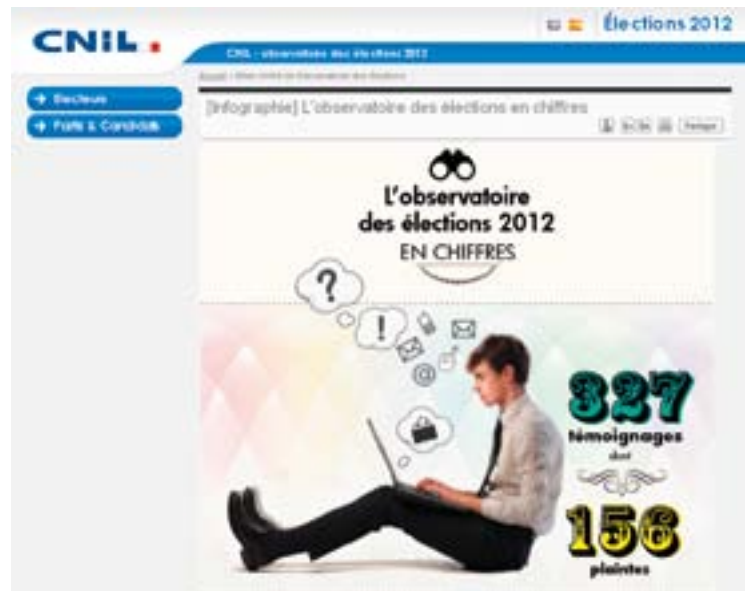 CNIL.
Élections 2012
CNIL - observatoire des élections 2012
Electeurs
Partis & Candidats
[Infographie] L'observatoire des élections en chiffres
Partager
L'observatoire
des élections 2012
EN CHIFFRES
?
!
@
327
témoignages
dont
156
plaintes